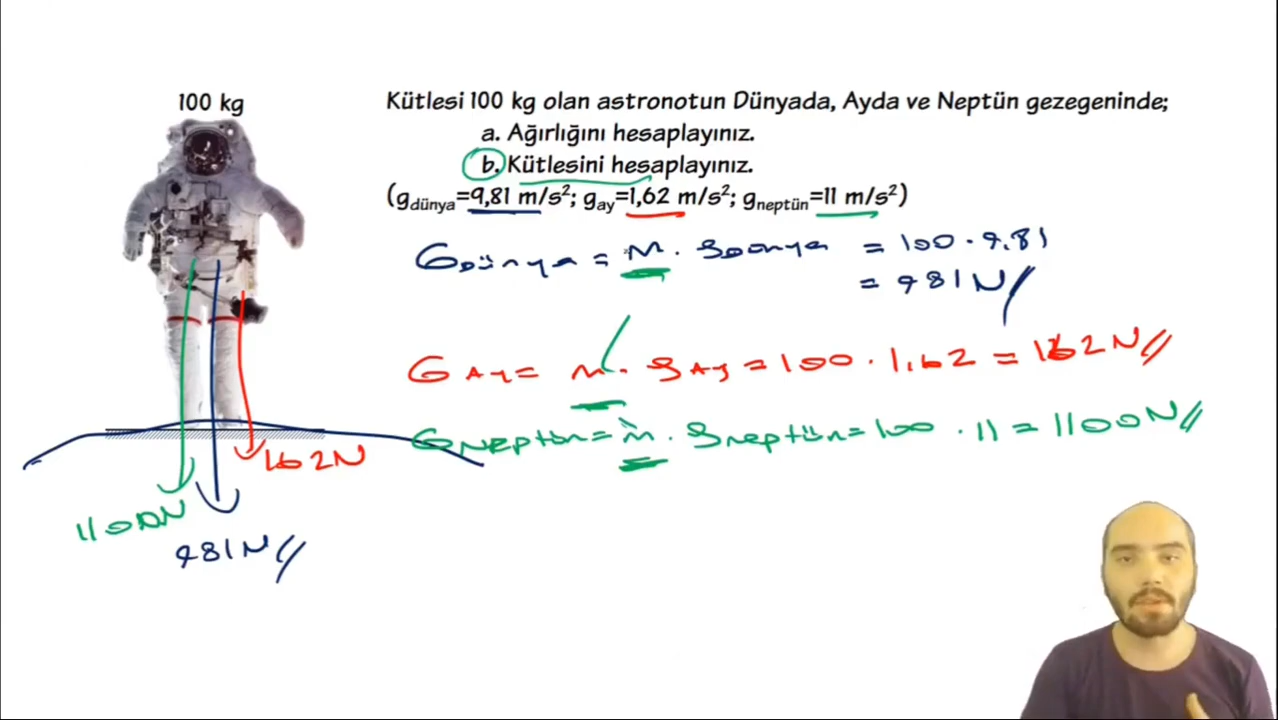 100 kg
Kütlesi 100 kg olan astronotun Dünyada, Ayda ve Neptün gezegeninde;
a. Ağırlığını hesaplayınız.
b. Kütlesini hesaplayınız.
(gdünya=9,81 m/s²; gay=1,62 m/s²; gneptün=11 m/s²)
GDünya = m. gDünya = 100 . 9.81
= 981 N
GAy = m. gAy = 100 . 1,62 = 162 N
GNeptün = m. gneptün = 100 . 11 = 1100 N
162 N
1100 N
981 N